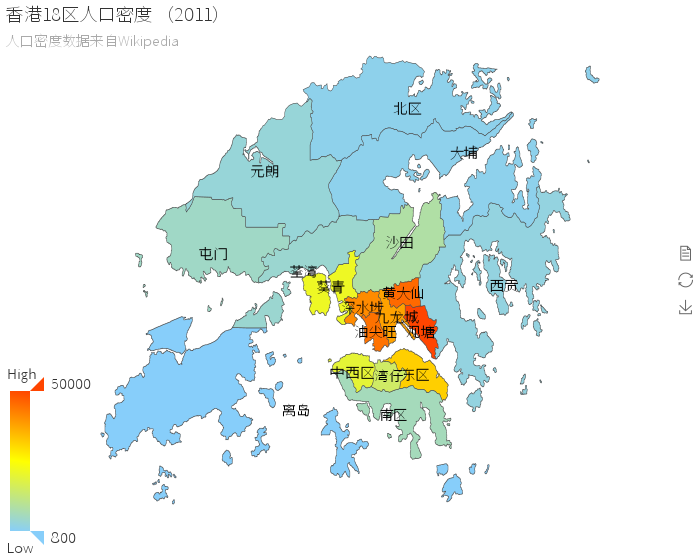 香港18区人口密度 （2011）
人口密度数据来自Wikipedia
北区
大埔
元朗
沙田
屯门
荃湾
葵青
西贡
黄大仙
深水埗
九龙城
油尖旺
观塘
中西区
湾仔
东区
离岛
南区
High
50000
800
Low